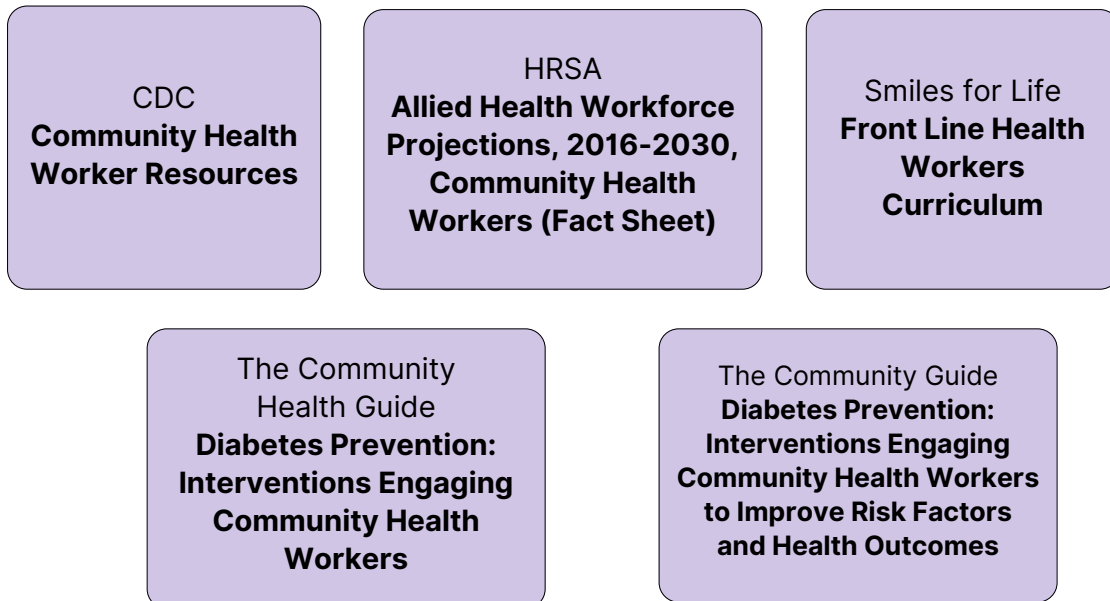 CDC
Community Health
Worker Resources
HRSA
Allied Health Workforce
Projections, 2016-2030,
Community Health
Workers (Fact Sheet)
Smiles for Life
Front Line Health
Workers
Curriculum
The Community
Health Guide
Diabetes Prevention:
Interventions Engaging
Community Health
Workers
The Community Guide
Diabetes Prevention:
Interventions Engaging
Community Health Workers
to Improve Risk Factors
and Health Outcomes